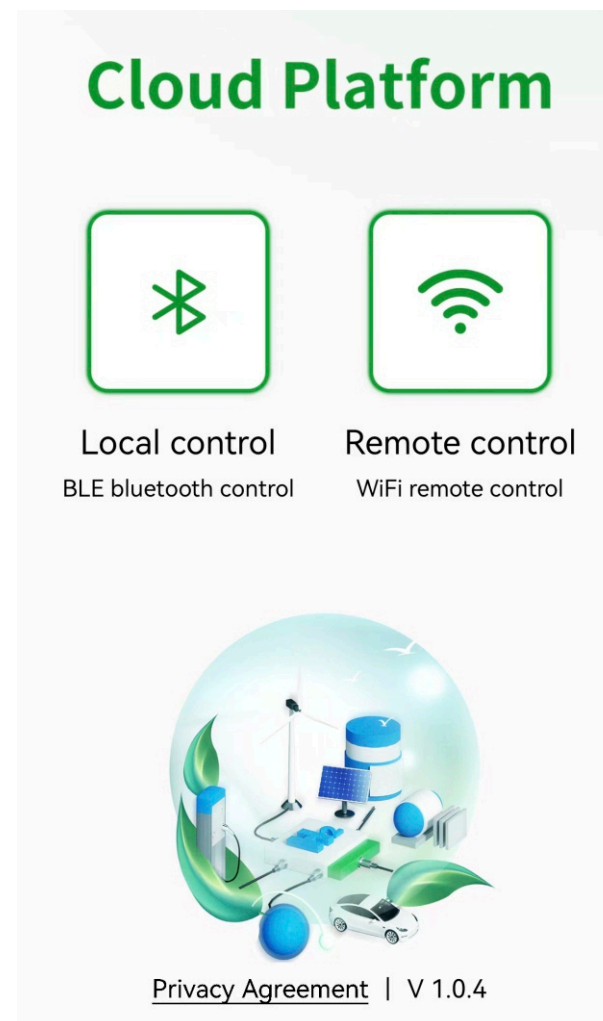 Cloud Platform
Local control
Remote control
BLE bluetooth control
WiFi remote control
Privacy Agreement | V 1.0.4